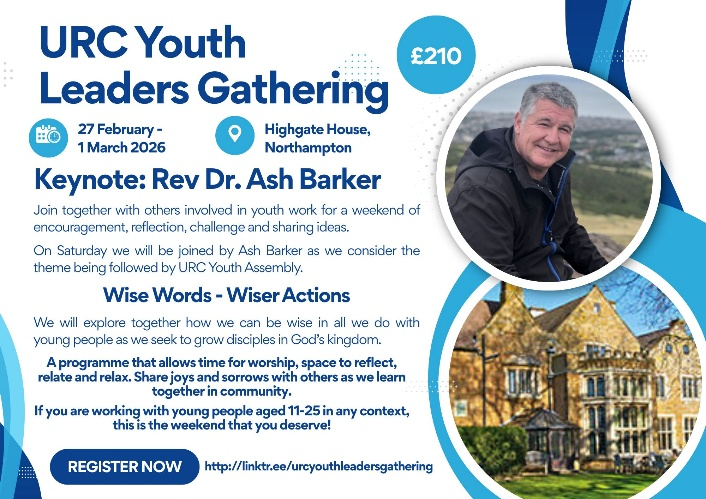 URC Youth
Leaders Gathering
£210
27 February -
1 March 2026
Highgate House,
Northampton
Keynote: Rev Dr. Ash Barker
Join together with others involved in youth work for a weekend of
encouragement, reflection, challenge and sharing ideas.
On Saturday we will be joined by Ash Barker as we consider the
theme being followed by URC Youth Assembly.
Wise Words - Wiser Actions
We will explore together how we can be wise in all we do with
young people as we seek to grow disciples in God's kingdom.
A programme that allows time for worship, space to reflect,
relate and relax. Share joys and sorrows with others as we learn
together in community.
If you are working with young people aged 11-25 in any context,
this is the weekend that you deserve!
REGISTER NOW
http://linktr.ee/urcyouthleadersgathering